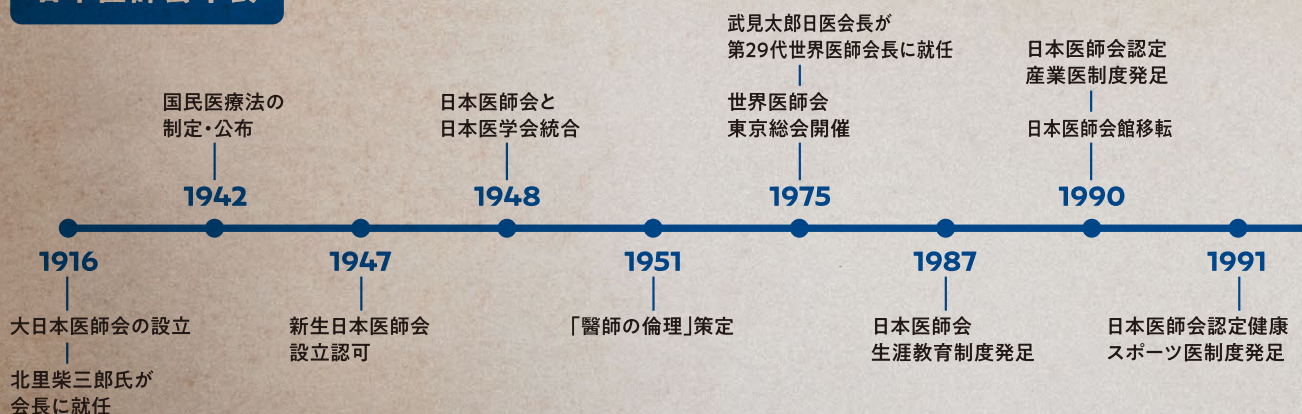 武見太郎日医会長が
第29代世界医師会長に就任
日本医師会認定
産業医制度発足
国民医療法の
制定・公布
日本医師会と
日本医学会統合
世界医師会
東京総会開催
日本医師会館移転
1942
1948
1975
1990
1916
1947
1951
1987
1991
大日本医師会の設立
新生日本医師会
設立認可
「醫師の倫理」策定
日本医師会
生涯教育制度発足
日本医師会認定健康
スポーツ医制度発足
北里柴三郎氏が
会長に就任